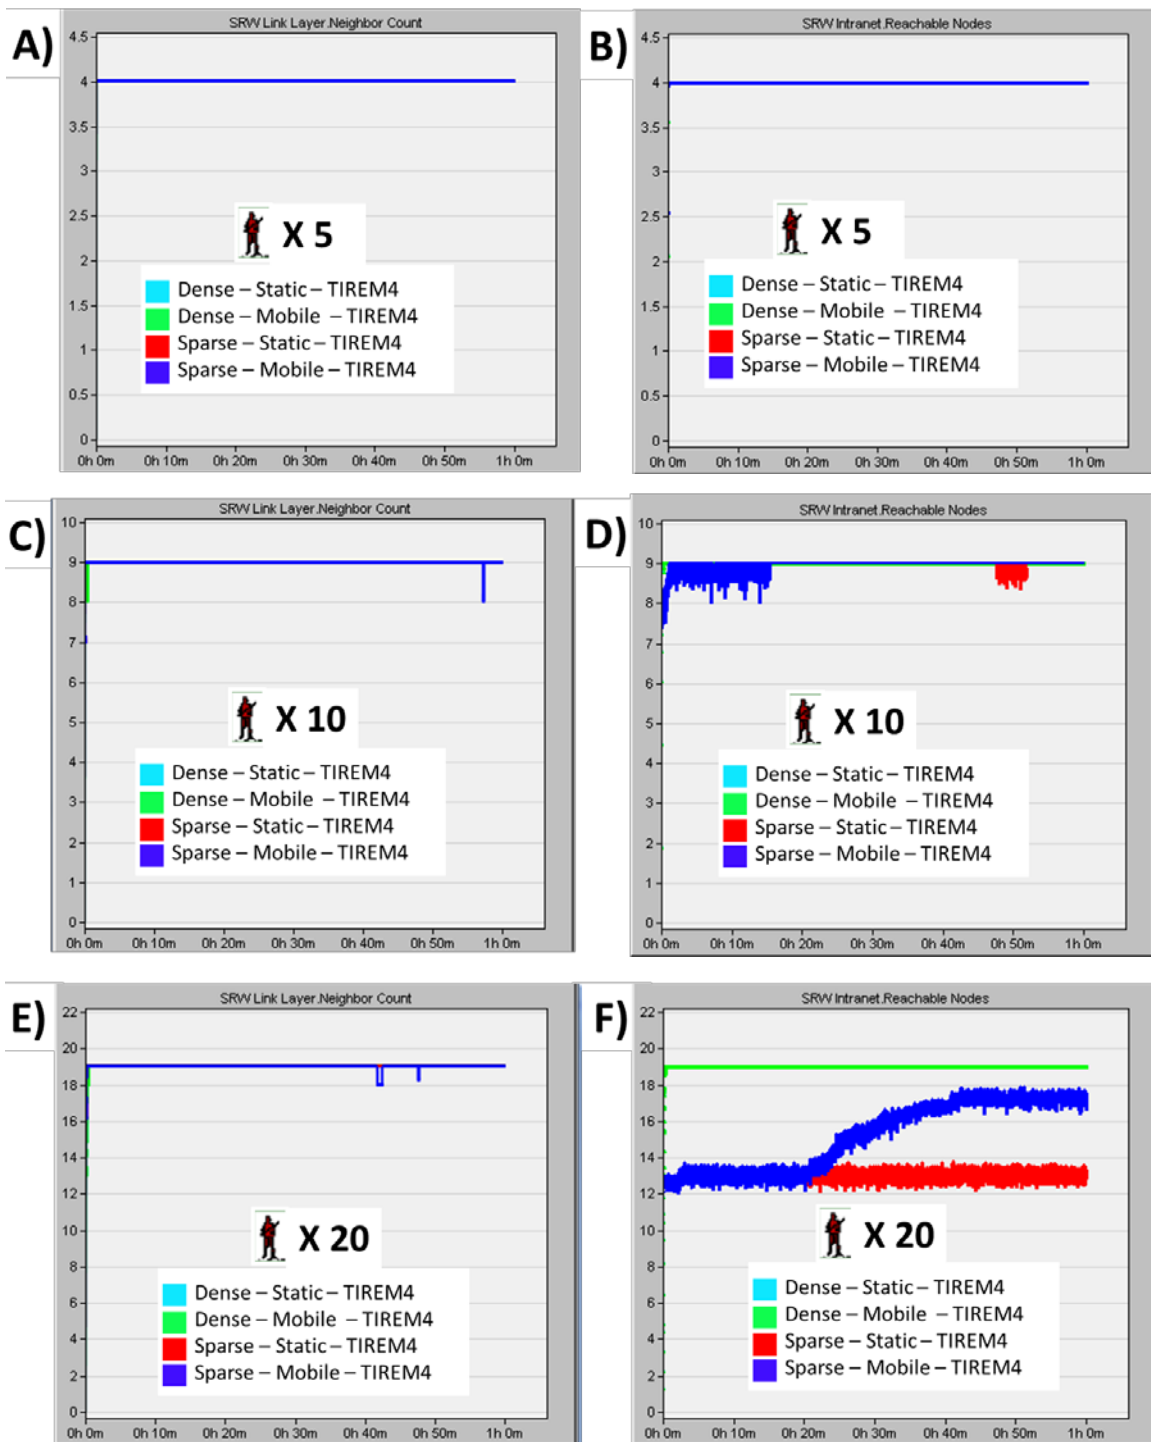 A)
SRW Link Layer.Neighbor Count
4.5
4
3.5
3
2.5
2
1.5
1
0.5
0
X 5
Dense – Static – TIREM4
Dense – Mobile – TIREM4
Sparse – Static – TIREM4
Sparse – Mobile – TIREM4
0h 0m 0h 10m 0h 20m 0h 30m 0h 40m 0h 50m 1h 0m
B)
SRW Intranet.Reachable Nodes
4.5
4
3.5
3
2.5
2
1.5
1
0.5
0
X 5
Dense – Static – TIREM4
Dense – Mobile – TIREM4
Sparse – Static – TIREM4
Sparse – Mobile – TIREM4
0h 0m 0h 10m 0h 20m 0h 30m 0h 40m 0h 50m 1h 0m
C)
SRW Link Layer.Neighbor Count
10
9
8
7
6
5
4
3
2
1
0
X 10
Dense – Static – TIREM4
Dense – Mobile – TIREM4
Sparse – Static – TIREM4
Sparse – Mobile – TIREM4
0h 0m 0h 10m 0h 20m 0h 30m 0h 40m 0h 50m 1h 0m
D)
SRW Intranet.Reachable Nodes
10
9
8
7
6
5
4
3
2
1
0
X 10
Dense – Static – TIREM4
Dense – Mobile – TIREM4
Sparse – Static – TIREM4
Sparse – Mobile – TIREM4
0h 0m 0h 10m 0h 20m 0h 30m 0h 40m 0h 50m 1h 0m
E)
SRW Link Layer.Neighbor Count
22
20
18
16
14
12
10
8
6
4
2
0
X 20
Dense – Static – TIREM4
Dense – Mobile – TIREM4
Sparse – Static – TIREM4
Sparse – Mobile – TIREM4
0h 0m 0h 10m 0h 20m 0h 30m 0h 40m 0h 50m 1h 0m
F)
SRW Intranet.Reachable Nodes
22
20
18
16
14
12
10
8
6
4
2
0
X 20
Dense – Static – TIREM4
Dense – Mobile – TIREM4
Sparse – Static – TIREM4
Sparse – Mobile – TIREM4
0h 0m 0h 10m 0h 20m 0h 30m 0h 40m 0h 50m 1h 0m